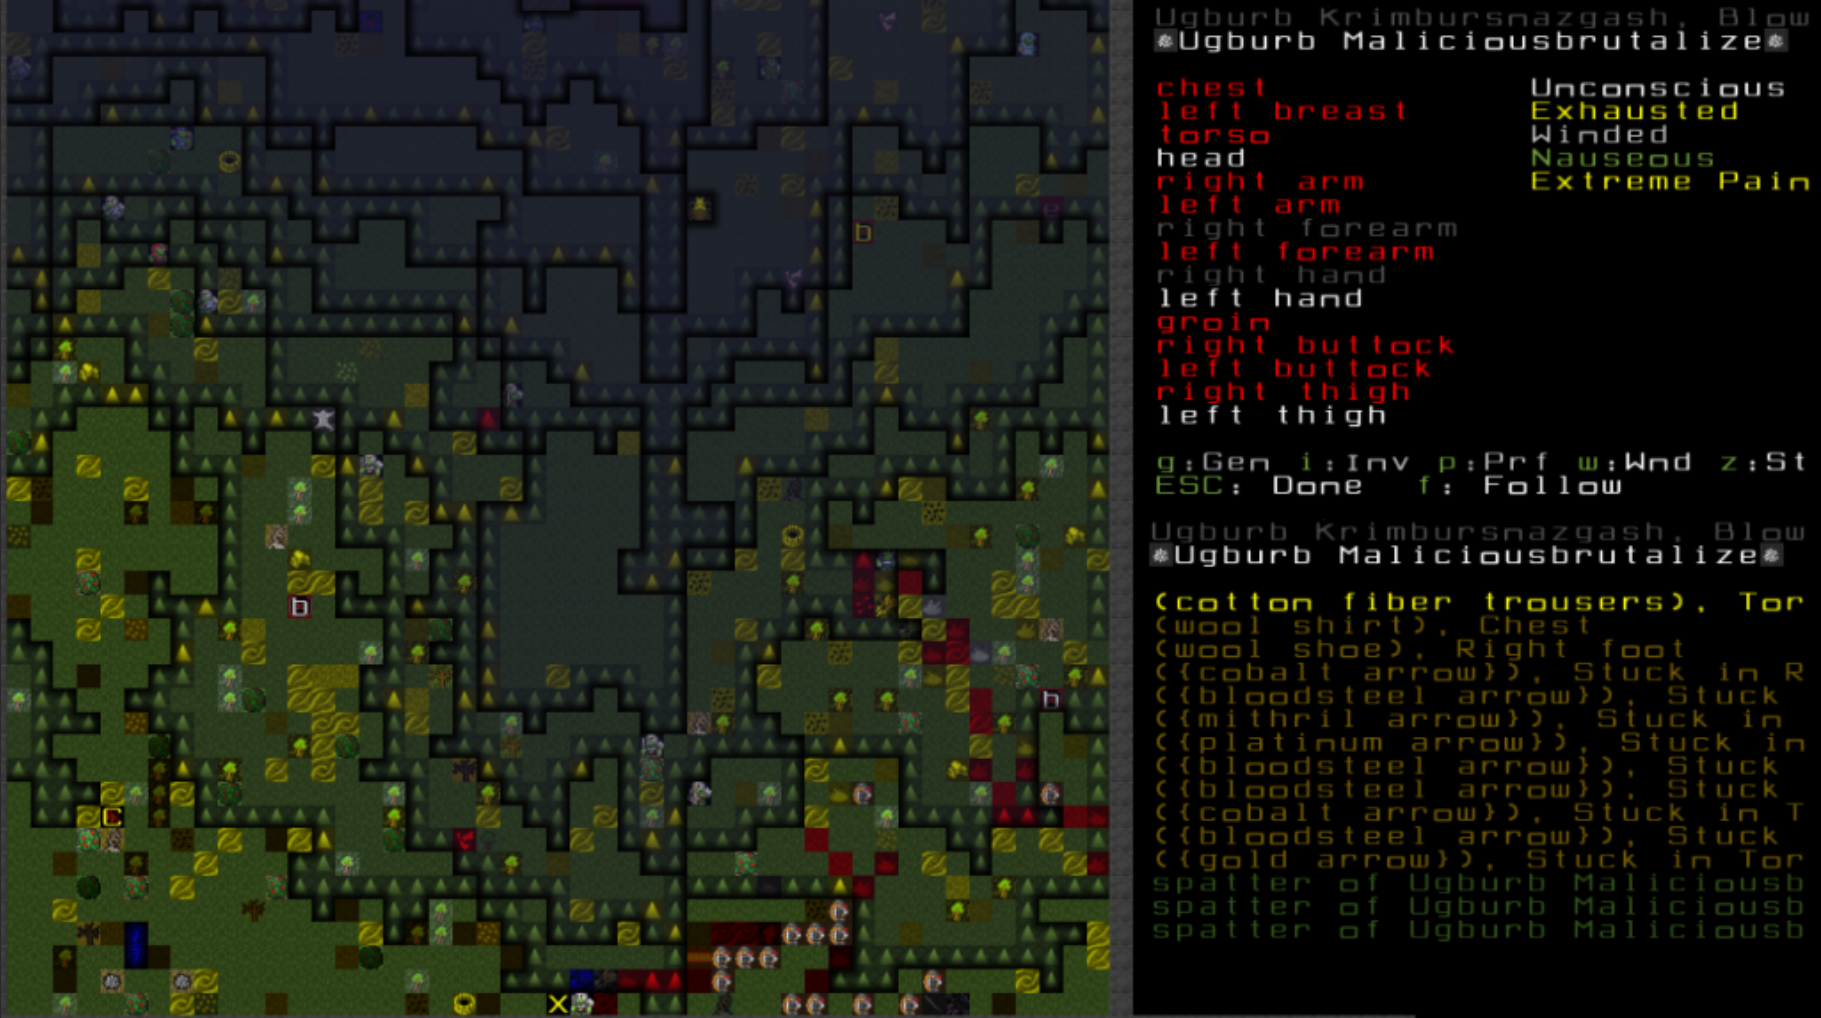 Ugburb Krimbursnazgash, Blow
Ugburb Maliciousbrutalize
chest Unconscious
left breast Exhausted
torso Winded
head Nauseous
right arm Extreme Pain
left arm
right forearm
left forearm
right hand
left hand
groin
right buttock
left buttock
right thigh
left thigh
g:Gen i:Inv p:Prf w:Wnd z:St
ESC: Done f: Follow
Ugburb Krimbursnazgash, Blow
Ugburb Maliciousbrutalize
(cotton fiber trousers), Tor
(wool shirt), Chest
(wool shoe), Right foot
({cobalt arrow}), Stuck in R
({bloodsteel arrow}), Stuck
({mithril arrow}), Stuck in
({platinum arrow}), Stuck in
({bloodsteel arrow}), Stuck
({bloodsteel arrow}), Stuck
({cobalt arrow}), Stuck in T
({bloodsteel arrow}), Stuck
({gold arrow}), Stuck in Tor
spatter of Ugburb Maliciousb
spatter of Ugburb Maliciousb
spatter of Ugburb Maliciousb